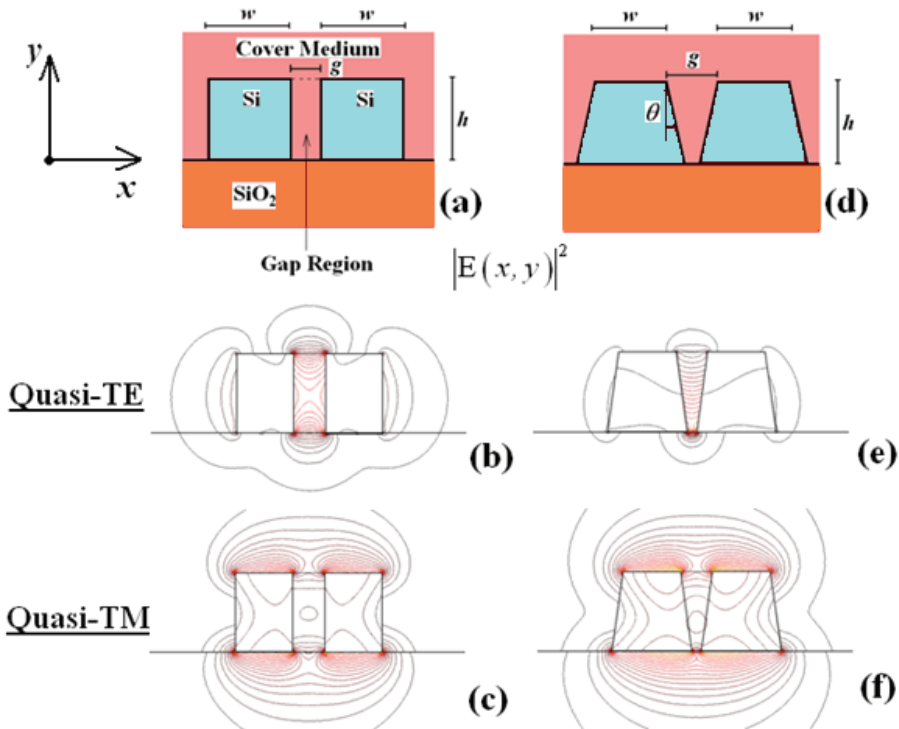 w w
Cover Medium
g
y
Si Si
h
x
SiO2
(a)
Gap Region
w w
g
θ
h
(d)
|E(x, y)|²
Quasi-TE
(b)
(e)
Quasi-TM
(c)
(f)